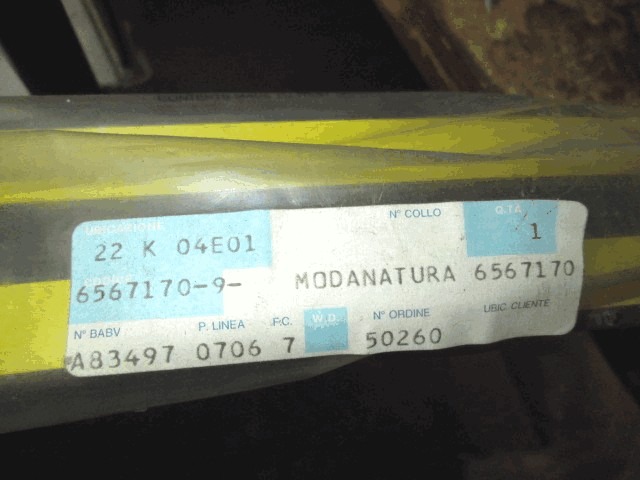 UBICAZIONE
22 K 04E01
N° COLLO
Q.TA
1
6567170-9-
MODANATURA 6567170
N° BABV
P. LINEA
F.C.
W.D.
N° ORDINE
UBIC CLIENTE
A83497 0706 7
50260